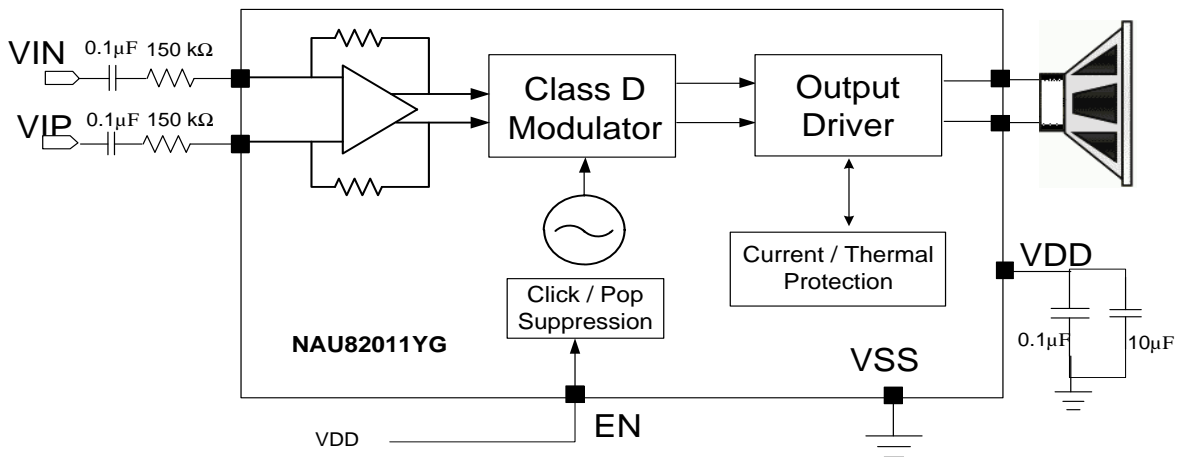 VIN
0.1µF 150 kΩ
VIP
0.1µF 150 kΩ
Class D
Modulator
Output
Driver
Current / Thermal
Protection
VDD
0.1µF
10µF
Click / Pop
Suppression
NAU82011YG
VSS
EN
VDD